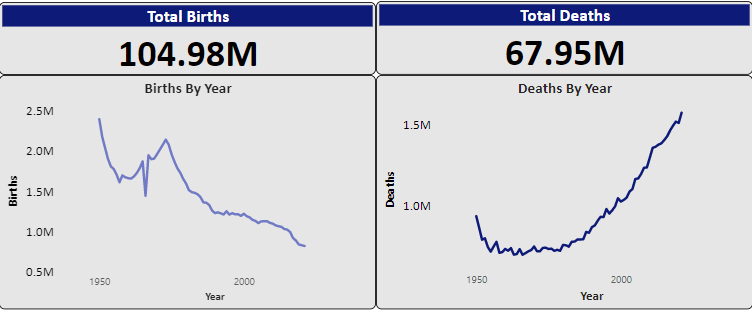 Total Births
104.98M
Total Deaths
67.95M
Births By Year
2.5M
2.0M
1.5M
1.0M
0.5M
Births
1950
2000
Year
Deaths By Year
1.5M
1.0M
Deaths
1950
2000
Year